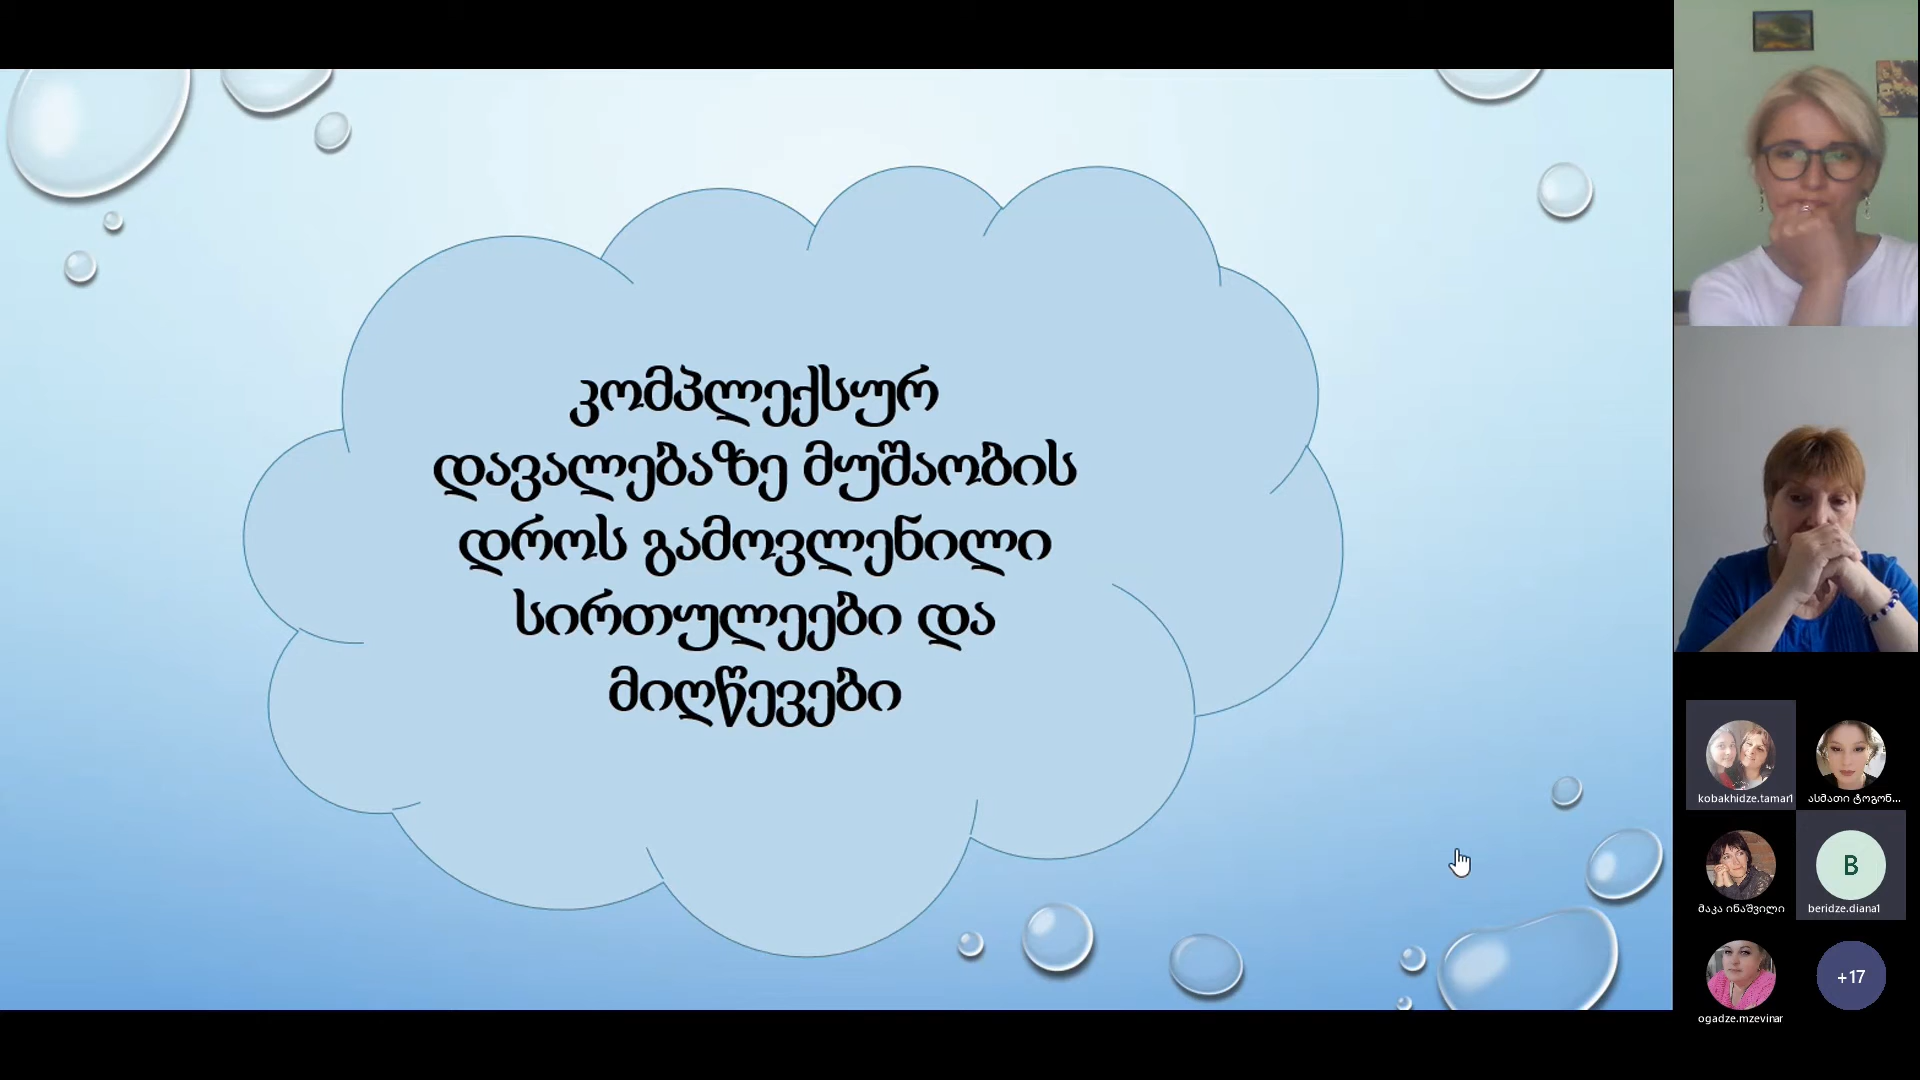 კომპლექსურ
დავალებაზე მუშაობის
დროს გამოვლენილი
სირთულეები და
მიღწევები
kobakhidze.tamar1
ასმათი ტოგონ...
მაკა ინაშვილი
B
beridze.diana1
ogadze.mzevinar
+17